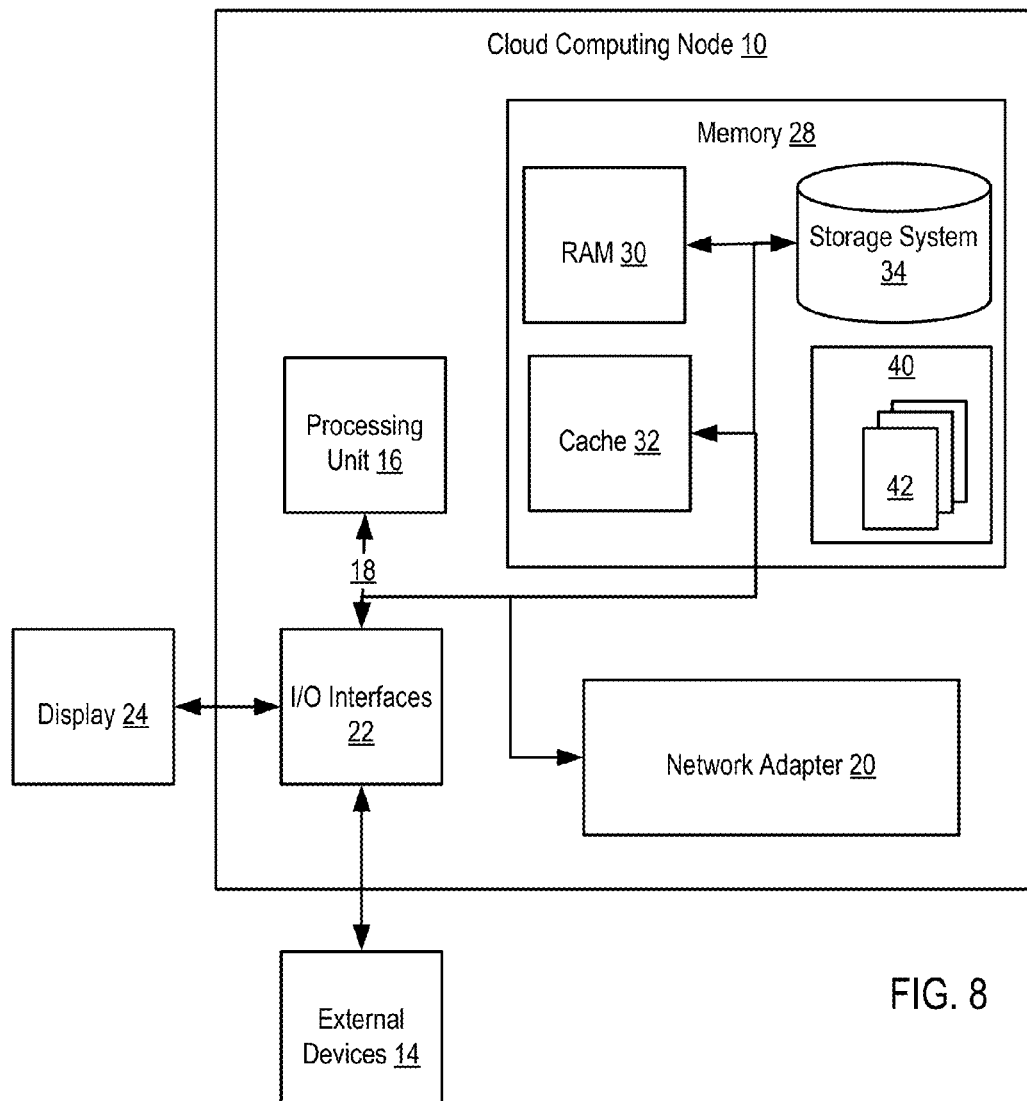 Cloud Computing Node 10
Memory 28
RAM 30
Storage System
34
Cache 32
40
42
Processing
Unit 16
18
I/O Interfaces
22
Display 24
Network Adapter 20
External
Devices 14
FIG. 8